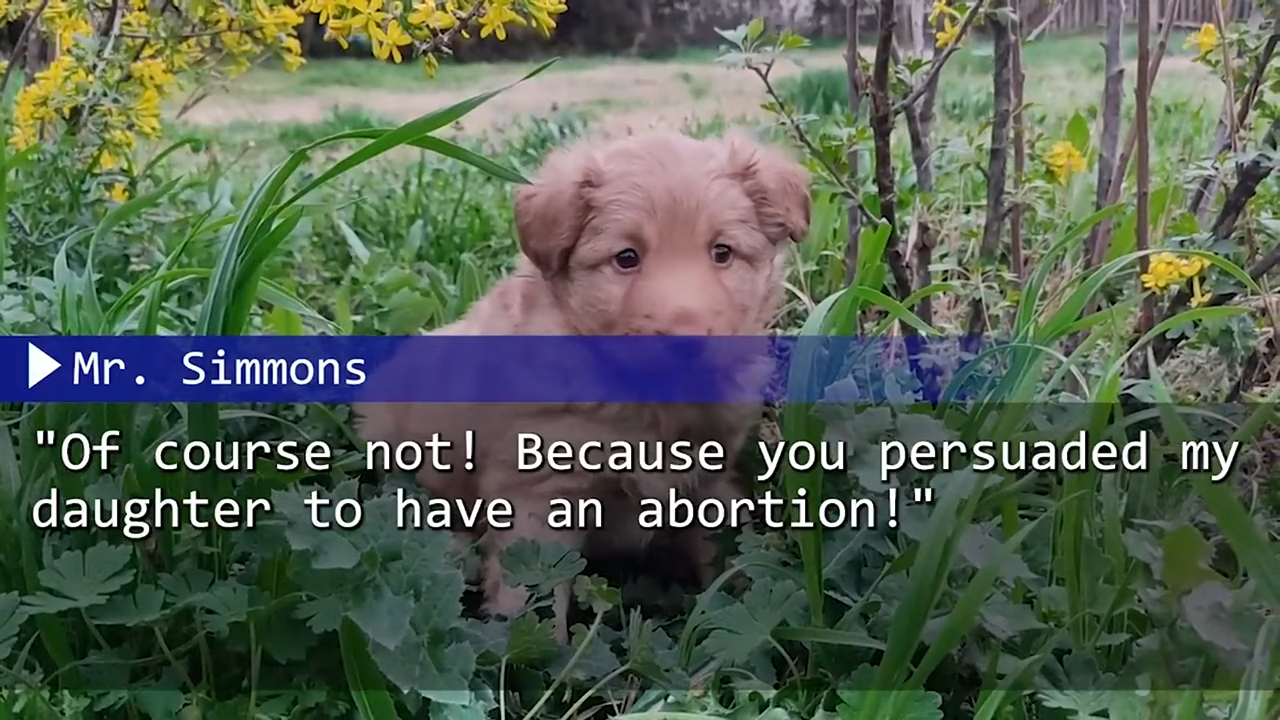 Mr. Simmons
"Of course not! Because you persuaded my
daughter to have an abortion!"